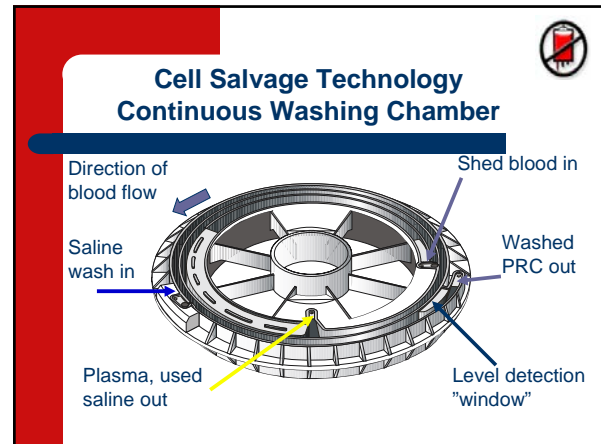 Cell Salvage Technology
Continuous Washing Chamber
Direction of
blood flow
Shed blood in
Saline
wash in
Washed
PRC out
Plasma, used
saline out
Level detection
”window”